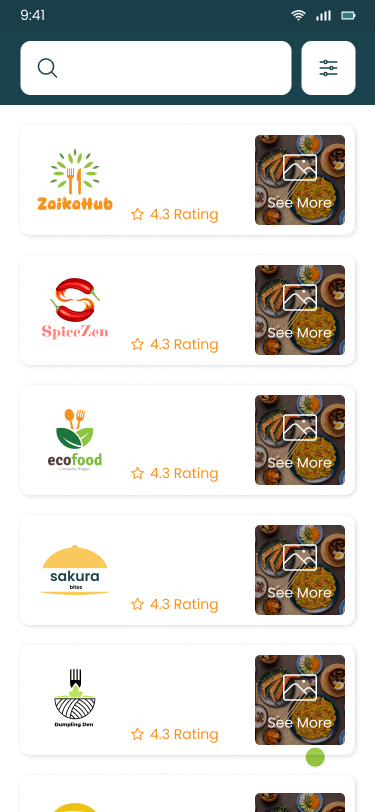 9:41
ZaikaHub
4.3 Rating
See More
SpiceZen
4.3 Rating
See More
ecofood
Company Slogan
4.3 Rating
See More
sakura
bites
4.3 Rating
See More
Dumpling Den
4.3 Rating
See More